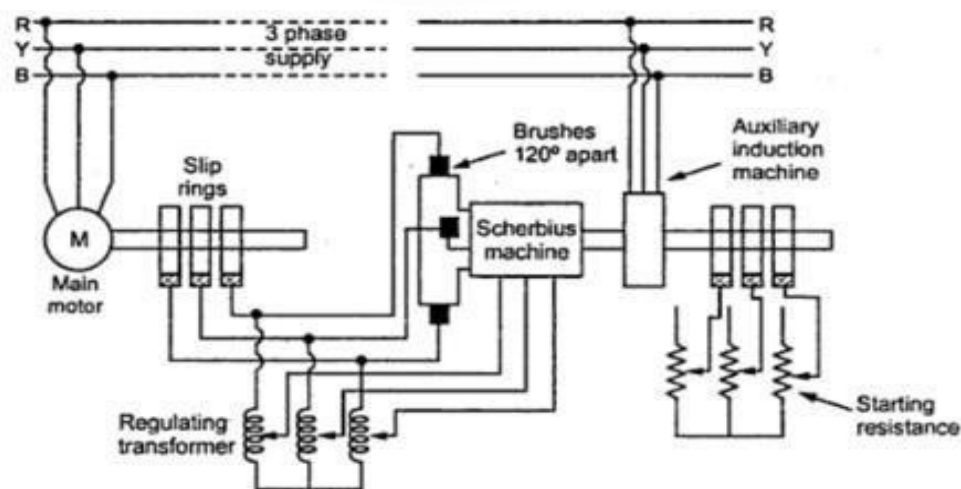 R
R
3 phase
Y
Y
supply
B
B
Brushes
120° apart
Auxiliary
induction
machine
Slip
rings
M
Scherbius
machine
Main
motor
Regulating
transformer
Starting
resistance